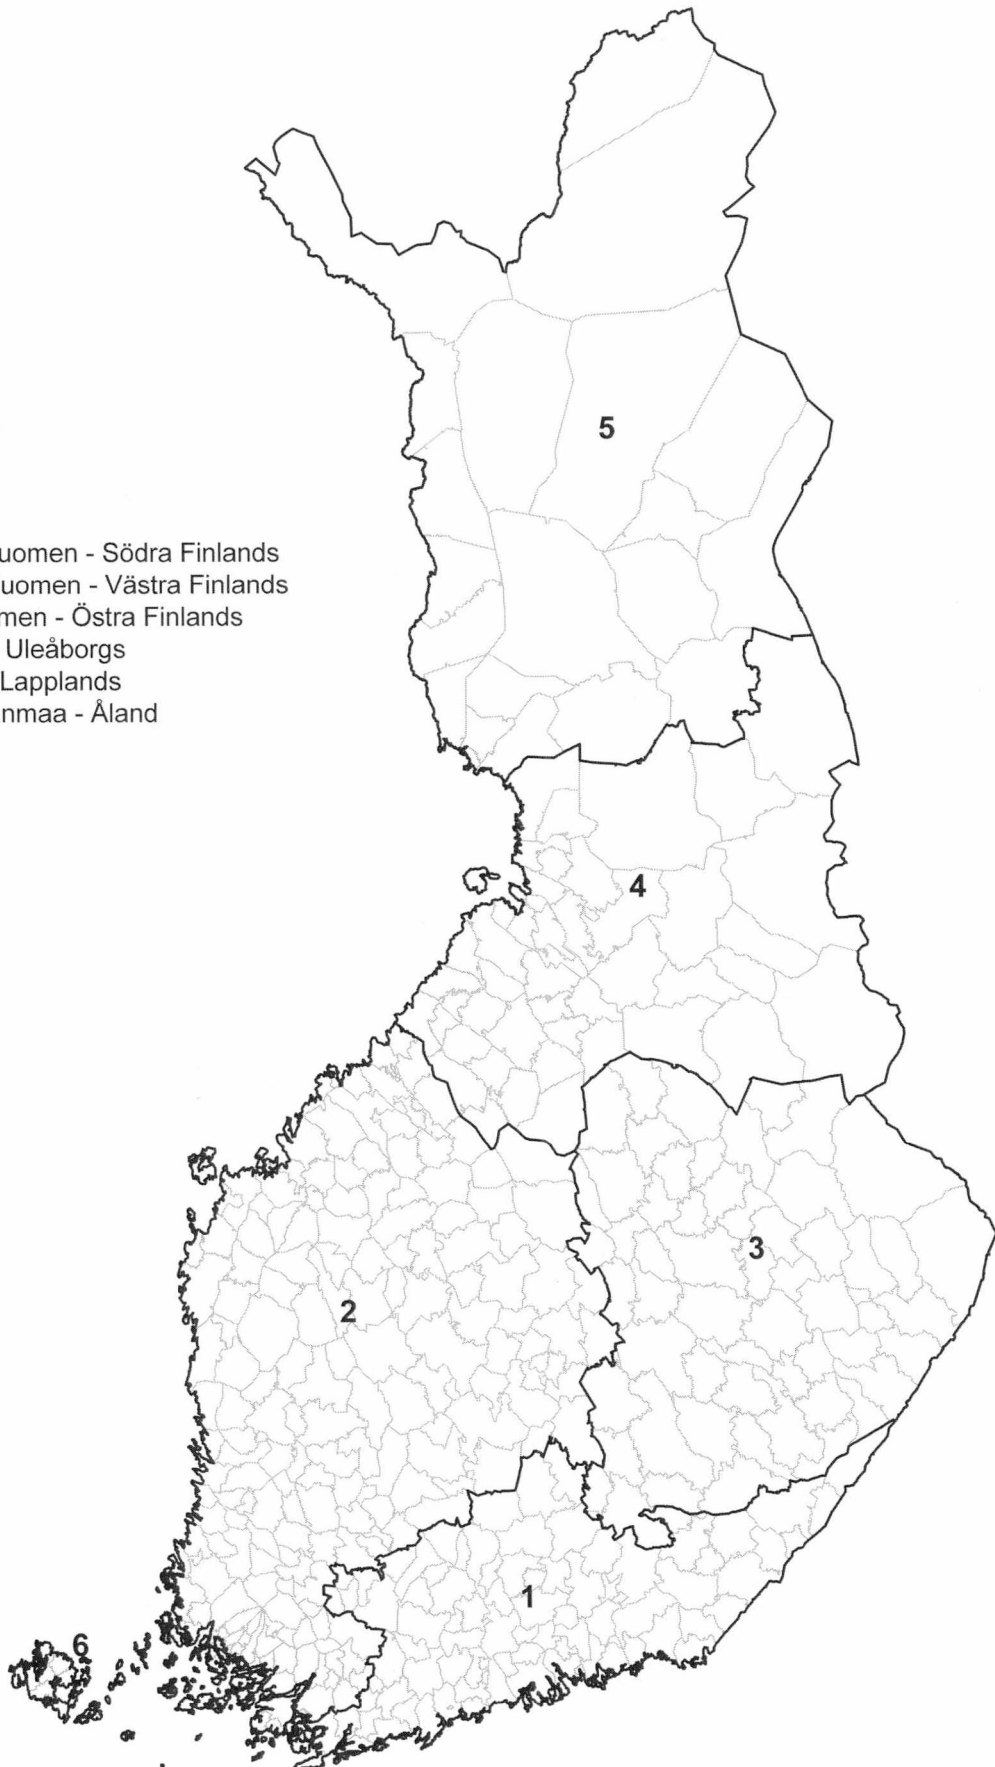 uomen - Södra Finlands
uomen - Västra Finlands
men - Östra Finlands
Uleåborgs
Lapplands
nmaa - Åland
5
4
3
2
1
6